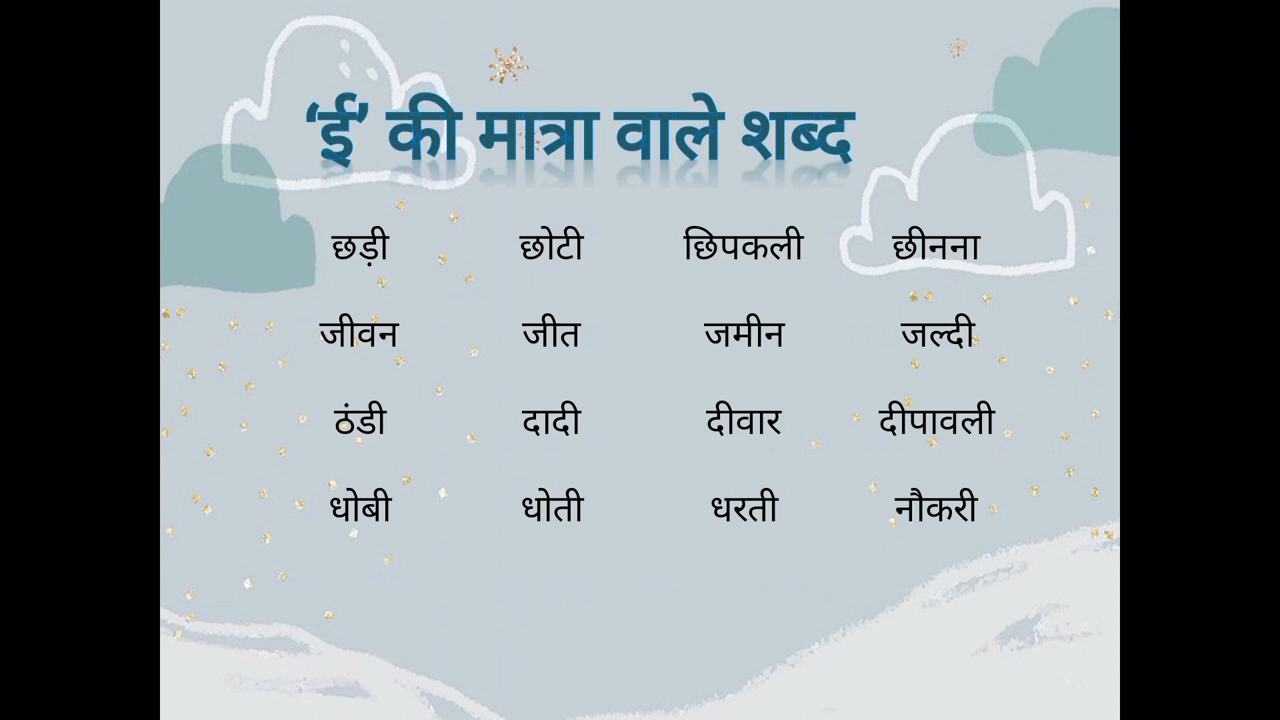 ‘ई’ की मात्रा वाले शब्द
छड़ी छोटी छिपकली छीनना
जीवन जीत जमीन जल्दी
ठंडी दादी दीवार दीपावली
धोबी धोती धरती नौकरी